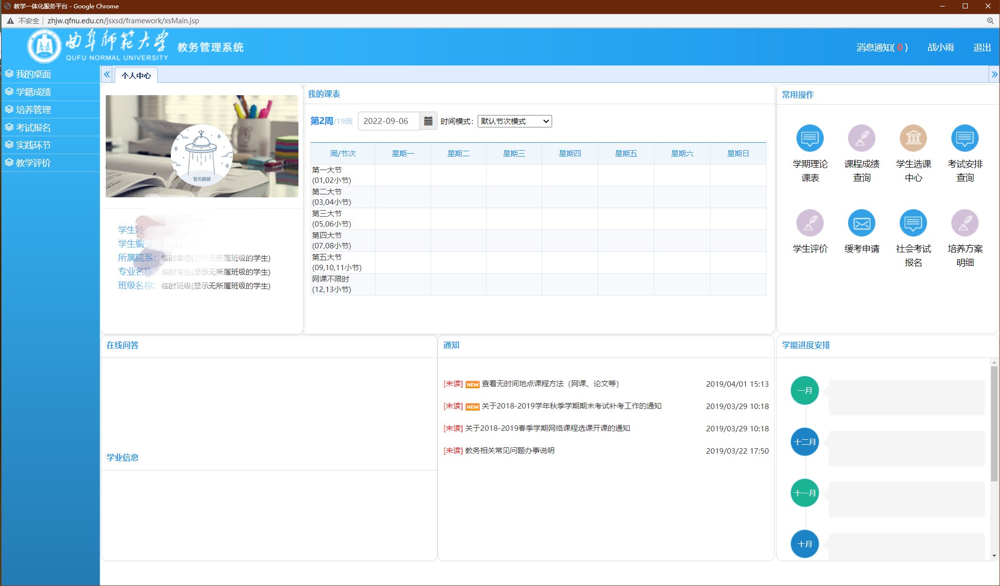 教学一体化服务平台 - Google Chrome
不安全 zhjw.qfnu.edu.cn/jsxsd/framework/xsMain.jsp
曲阜师范大学
QUFU NORMAL UNIVERSITY
教务管理系统
消息通知( 0 ) 战小雨 退出
我的桌面
学籍成绩
培养管理
考试报名
实践环节
教学评价
个人中心
暂无数据
学生姓
学生编号:
所属院系: 临时单位(显示无所属班级的学生)
专业名称: 临时专业(显示无所属班级的学生)
班级名称: 临时班级(显示无所属班级的学生)
我的课表
第2周/19周 2022-09-06 时间模式: 默认节次模式
周/节次 星期一 星期二 星期三 星期四 星期五 星期六 星期日
第一大节
(01,02小节)
第二大节
(03,04小节)
第三大节
(05,06小节)
第四大节
(07,08小节)
第五大节
(09,10,11小节)
网课不限时
(12,13小节)
常用操作
学期理论课表
课程成绩查询
学生选课中心
考试安排查询
学生评价
缓考申请
社会考试报名
培养方案明细
在线问答
学业信息
通知
[未读] NEW 查看无时间地点课程方法（网课、论文等） 2019/04/01 15:13
[未读] NEW 关于2018-2019学年秋季学期期末考试补考工作的通知 2019/03/29 10:18
[未读] 关于2018-2019春季学期网络课程选课开课的通知 2019/03/29 10:18
[未读] 教务相关常见问题办事说明 2019/03/22 17:50
学期进度安排
一月
十二月
十一月
十月